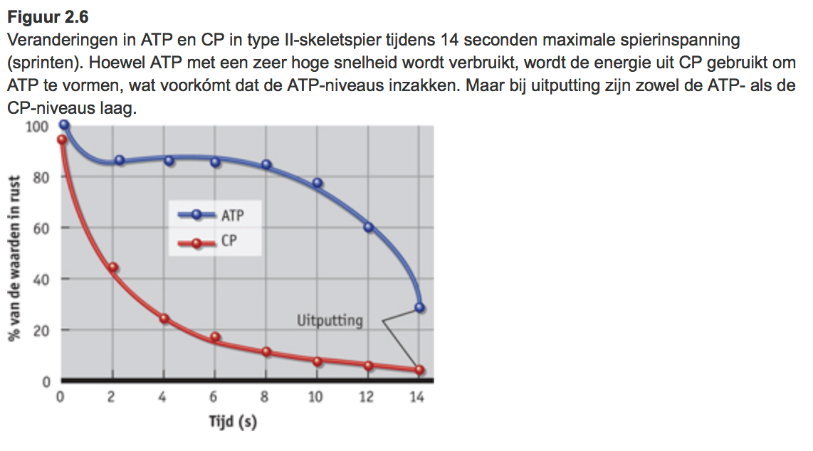 Figuur 2.6
Veranderingen in ATP en CP in type II-skeletspier tijdens 14 seconden maximale spierinspanning
(sprinten). Hoewel ATP met een zeer hoge snelheid wordt verbruikt, wordt de energie uit CP gebruikt om
ATP te vormen, wat voorkómt dat de ATP-niveaus inzakken. Maar bij uitputting zijn zowel de ATP- als de
CP-niveaus laag.
% van de waarden in rust
100
80
60
40
20
0
ATP
CP
Uitputting
0 2 4 6 8 10 12 14
Tijd (s)